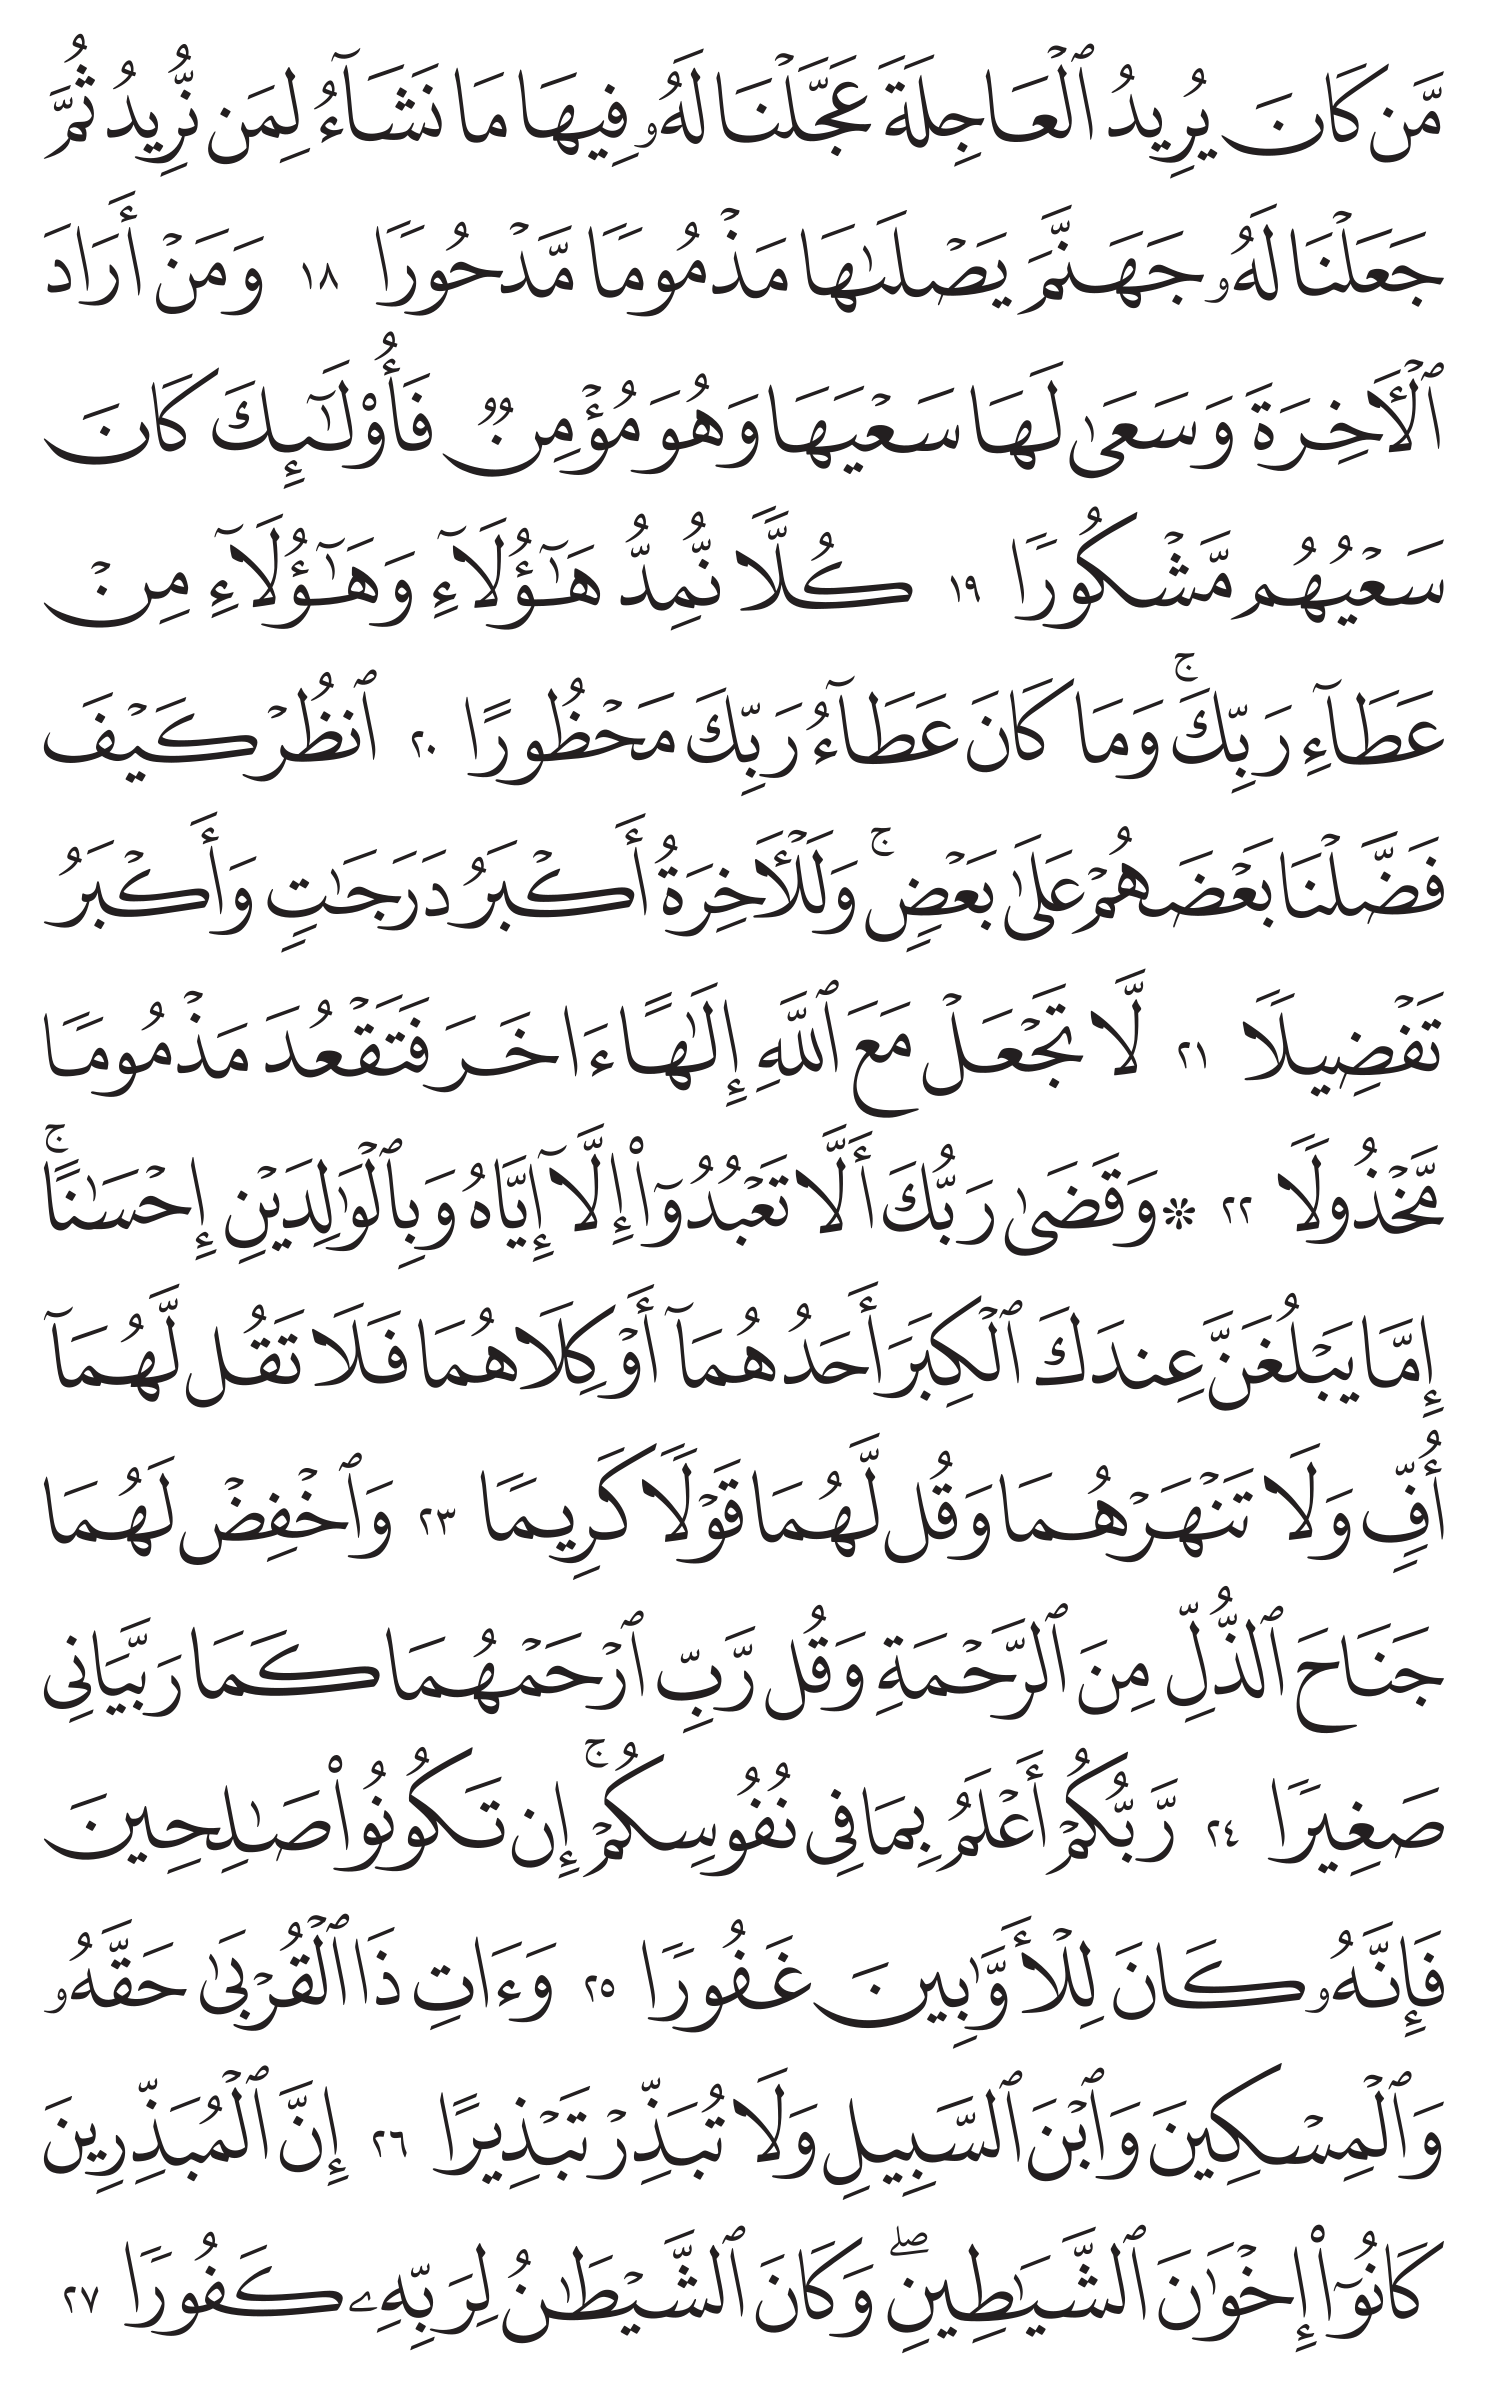 مَّن كَانَ يُرِيدُ ٱلْعَاجِلَةَ عَجَّلْنَا لَهُۥ فِيهَا مَا نَشَآءُ لِمَن نُّرِيدُ ثُمَّ
جَعَلْنَا لَهُۥ جَهَنَّمَ يَصْلَىٰهَا مَذْمُومًا مَّدْحُورًا ١٨ وَمَنْ أَرَادَ
ٱلْـَٔاخِرَةَ وَسَعَىٰ لَهَا سَعْيَهَا وَهُوَ مُؤْمِنٌ فَأُو۟لَـٰٓئِكَ كَانَ
سَعْيُهُم مَّشْكُورًا ١٩ كُلًّا نُّمِدُّ هَـٰٓؤُلَآءِ وَهَـٰٓؤُلَآءِ مِنْ
عَطَآءِ رَبِّكَ ۚ وَمَا كَانَ عَطَآءُ رَبِّكَ مَحْظُورًا ٢٠ ٱنظُرْ كَيْفَ
فَضَّلْنَا بَعْضَهُمْ عَلَىٰ بَعْضٍ ۚ وَلَلْـَٔاخِرَةُ أَكْبَرُ دَرَجَـٰتٍ وَأَكْبَرُ
تَفْضِيلًا ٢١ لَّا تَجْعَلْ مَعَ ٱللَّهِ إِلَـٰهًا ءَاخَرَ فَتَقْعُدَ مَذْمُومًا
مَّخْذُولًا ٢٢ ۞ وَقَضَىٰ رَبُّكَ أَلَّا تَعْبُدُوٓا۟ إِلَّآ إِيَّاهُ وَبِٱلْوَٰلِدَيْنِ إِحْسَـٰنًا ۚ
إِمَّا يَبْلُغَنَّ عِندَكَ ٱلْكِبَرَ أَحَدُهُمَآ أَوْ كِلَاهُمَا فَلَا تَقُل لَّهُمَآ
أُفٍّ وَلَا تَنْهَرْهُمَا وَقُل لَّهُمَا قَوْلًا كَرِيمًا ٢٣ وَٱخْفِضْ لَهُمَا
جَنَاحَ ٱلذُّلِّ مِنَ ٱلرَّحْمَةِ وَقُل رَّبِّ ٱرْحَمْهُمَا كَمَا رَبَّيَانِى
صَغِيرًا ٢٤ رَّبُّكُمْ أَعْلَمُ بِمَا فِى نُفُوسِكُمْ ۚ إِن تَكُونُوا۟ صَـٰلِحِينَ
فَإِنَّهُۥ كَانَ لِلْأَوَّٰبِينَ غَفُورًا ٢٥ وَءَاتِ ذَا ٱلْقُرْبَىٰ حَقَّهُۥ
وَٱلْمِسْكِينَ وَٱبْنَ ٱلسَّبِيلِ وَلَا تُبَذِّرْ تَبْذِيرًا ٢٦ إِنَّ ٱلْمُبَذِّرِينَ
كَانُوٓا۟ إِخْوَٰنَ ٱلشَّيَـٰطِينِ ۖ وَكَانَ ٱلشَّيْطَـٰنُ لِرَبِّهِۦ كَفُورًا ٢٧